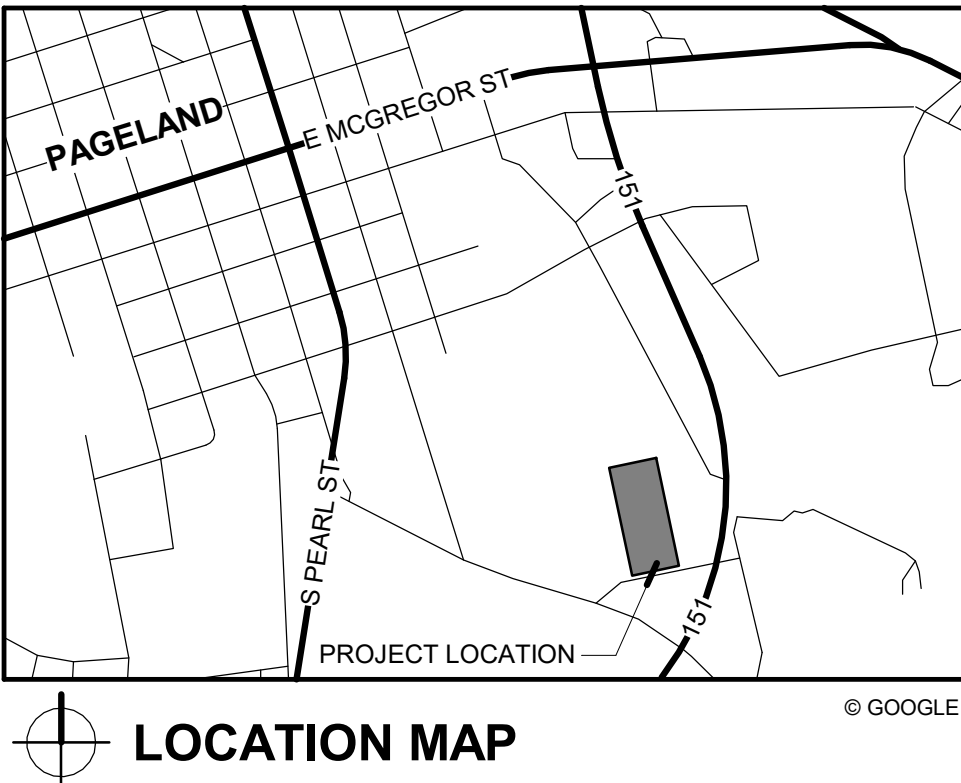 PAGELAND
E MCGREGOR ST
151
S PEARL ST
151
PROJECT LOCATION
© GOOGLE
LOCATION MAP